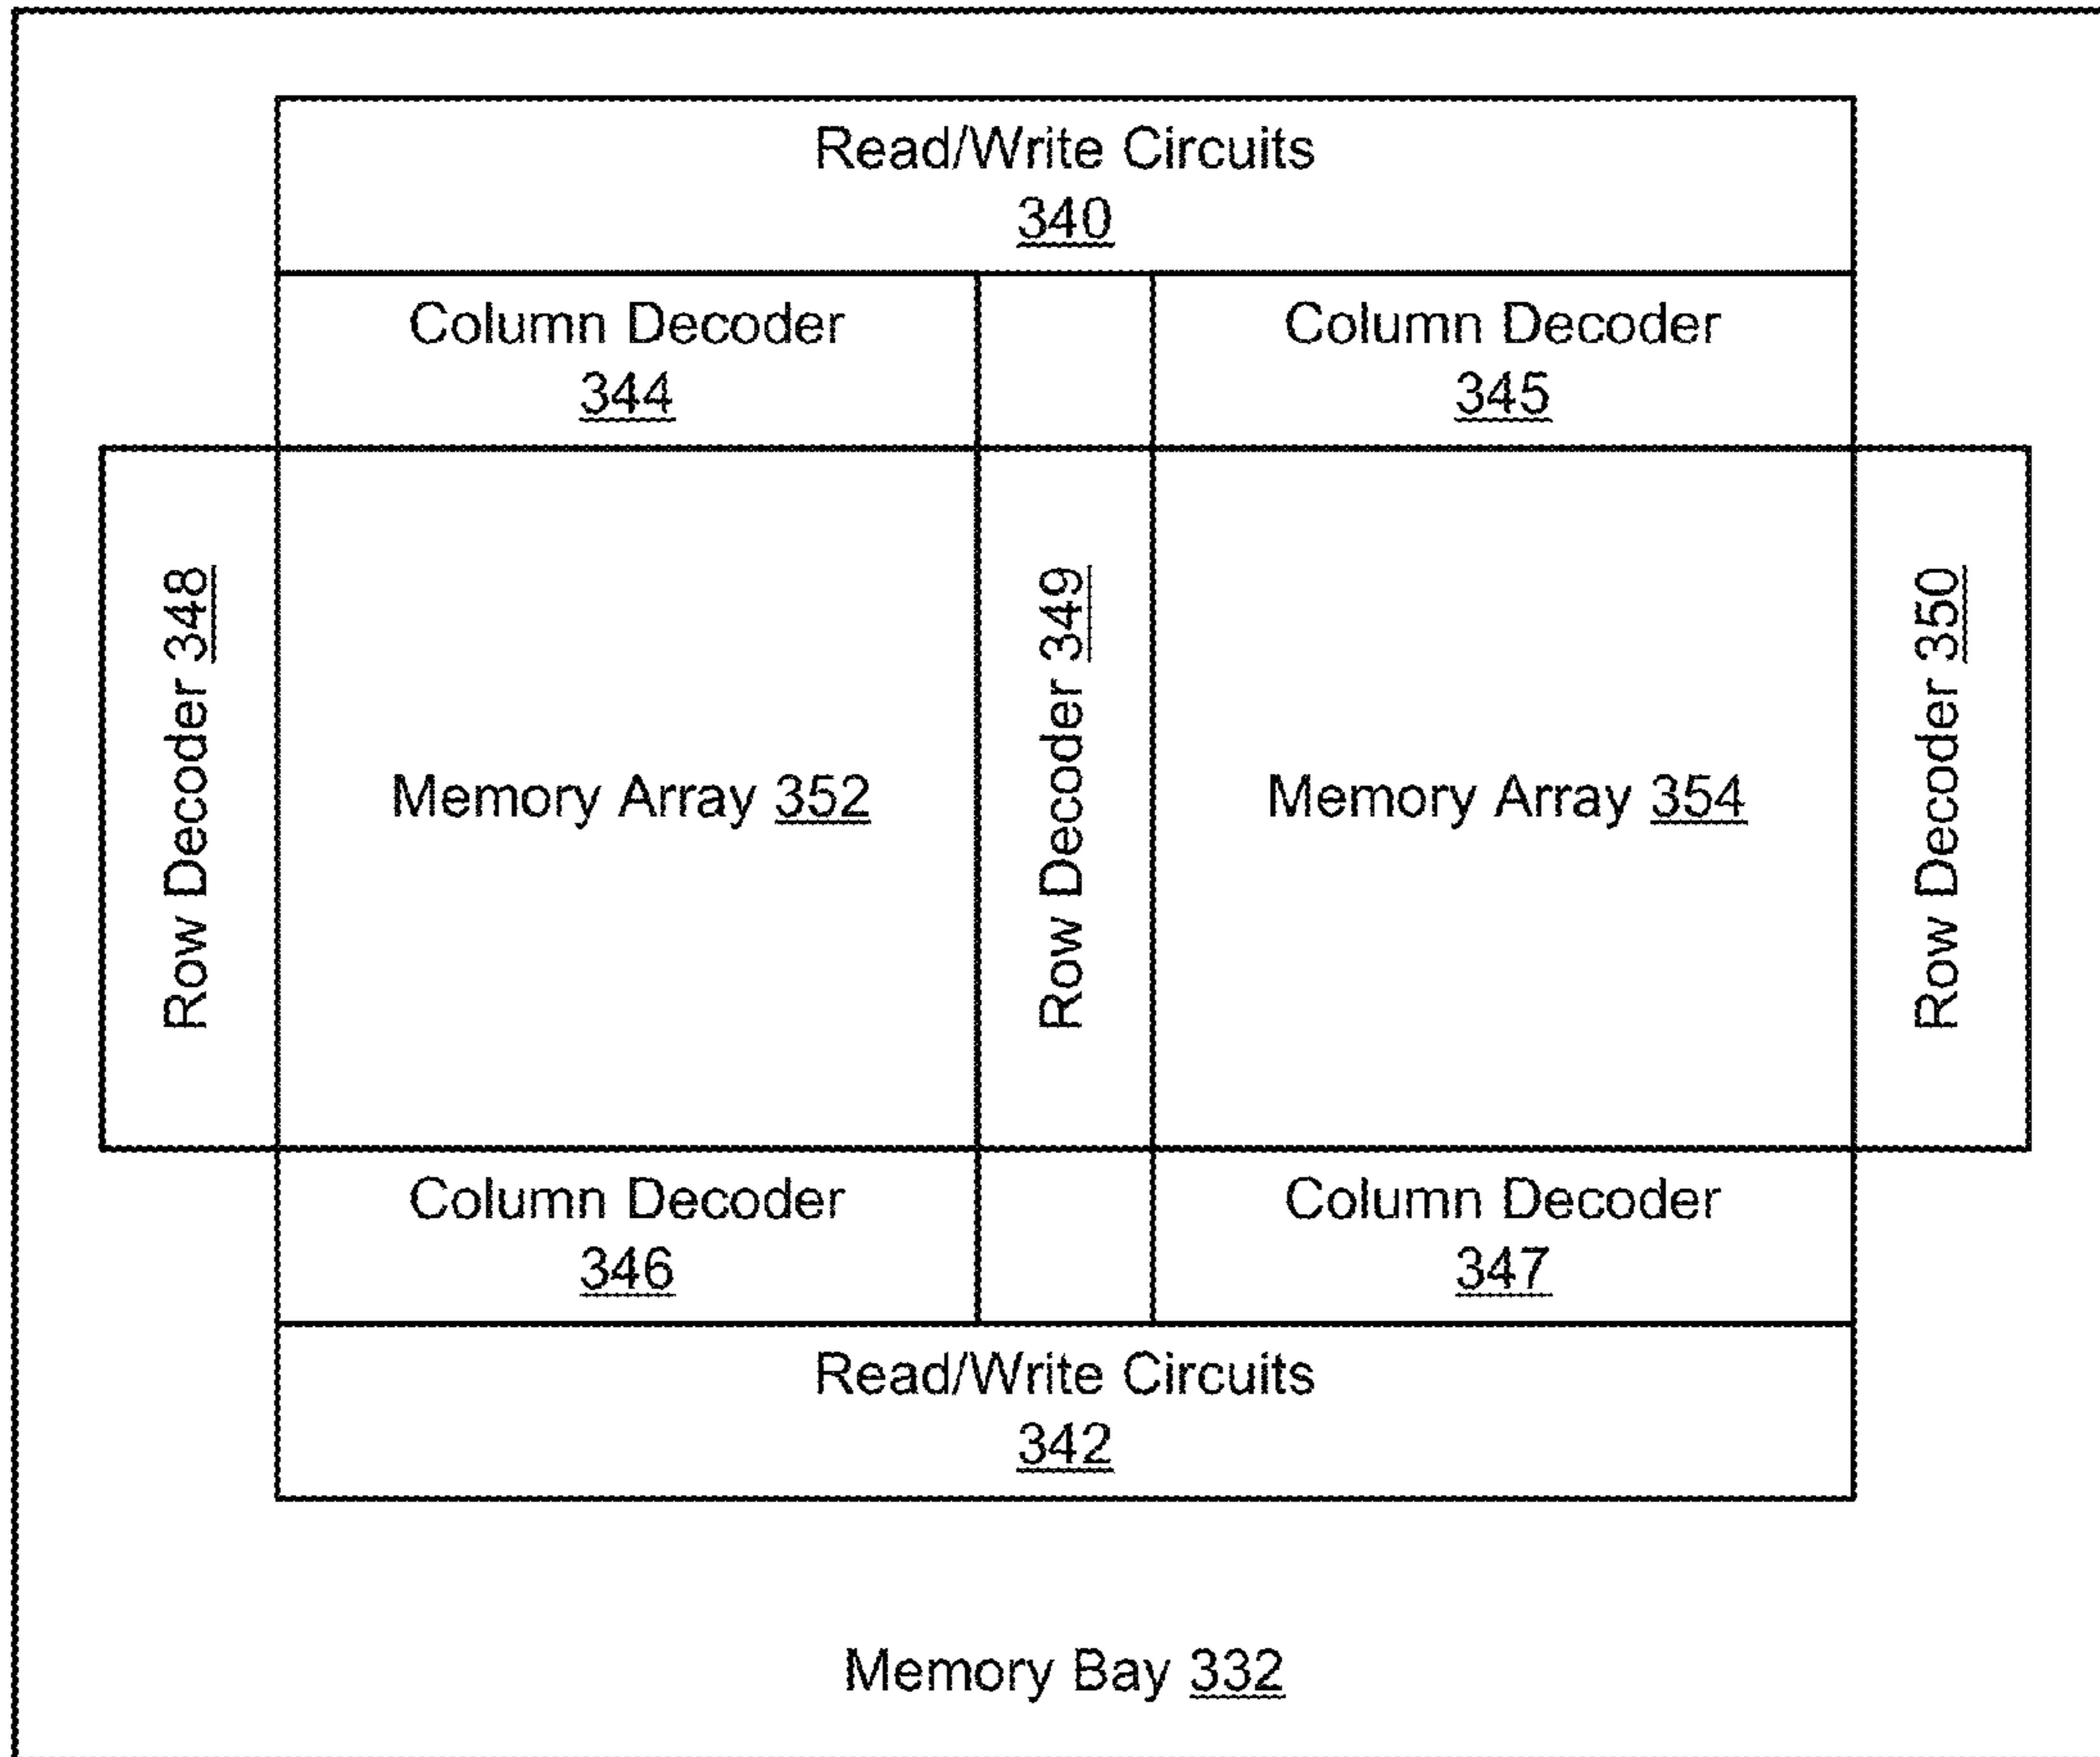 Read/Write Circuits
340
Column Decoder
344
Column Decoder
345
Row Decoder 348
Memory Array 352
Row Decoder 349
Memory Array 354
Row Decoder 350
Column Decoder
346
Column Decoder
347
Read/Write Circuits
342
Memory Bay 332